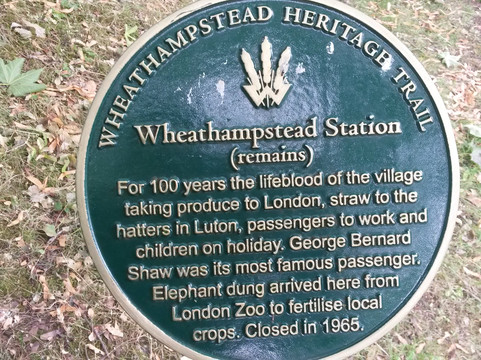 WHEATHAMPSTEAD HERITAGE TRAIL
Wheathampstead Station
(remains)
For 100 years the lifeblood of the village
taking produce to London, straw to the
hatters in Luton, passengers to work and
children on holiday. George Bernard
Shaw was its most famous passenger.
Elephant dung arrived here from
London Zoo to fertilise local
crops. Closed in 1965.